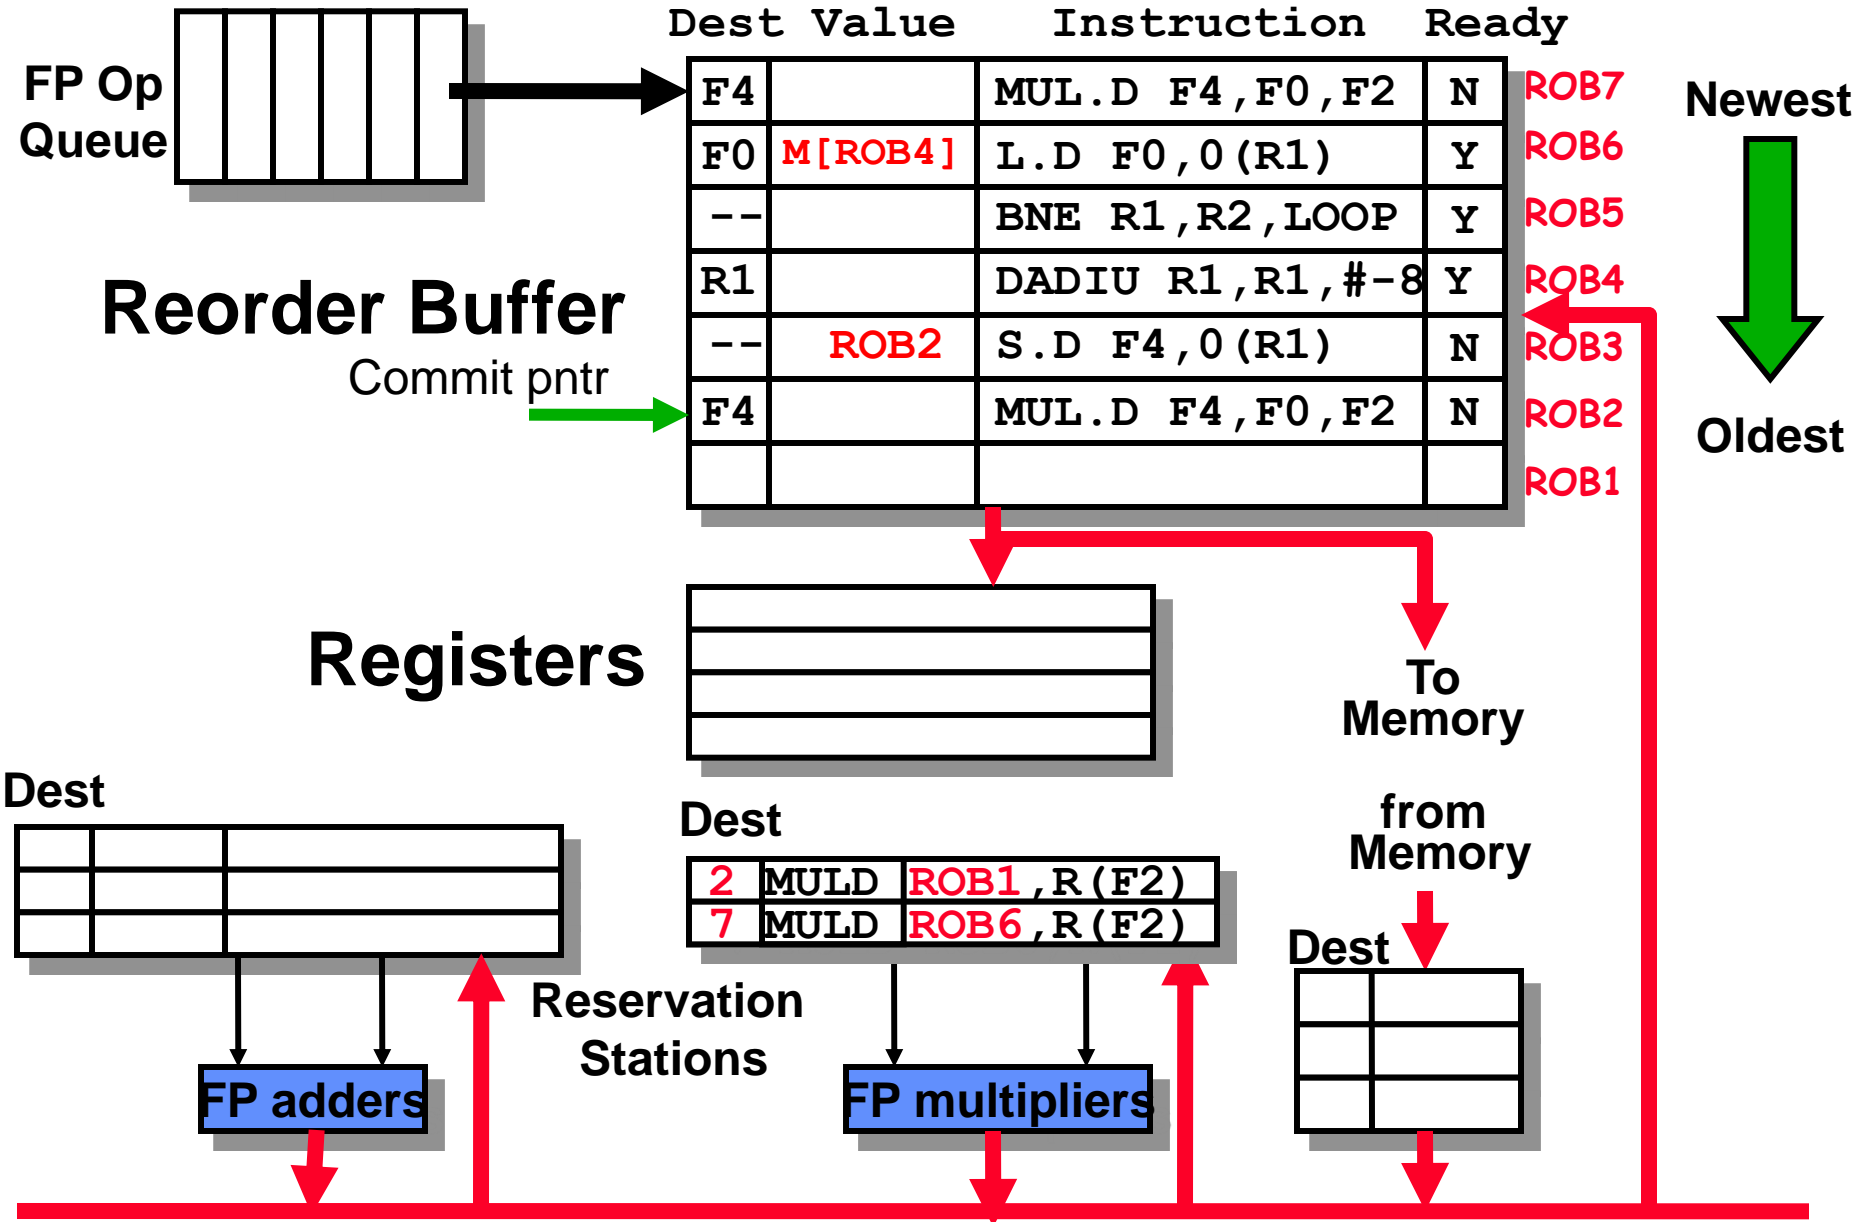 Dest Value Instruction Ready
FP Op
Queue
F4 MUL.D F4,F0,F2 N ROB7
F0 M[ROB4] L.D F0,0(R1) Y ROB6
-- BNE R1,R2,LOOP Y ROB5
R1 DADIU R1,R1,#-8 Y ROB4
-- ROB2 S.D F4,0(R1) N ROB3
F4 MUL.D F4,F0,F2 N ROB2
ROB1
Newest
Oldest
Reorder Buffer
Commit pntr
Registers
To
Memory
from
Memory
Dest
Dest
2 MULD ROB1,R(F2)
7 MULD ROB6,R(F2)
Dest
Reservation
Stations
FP adders
FP multipliers